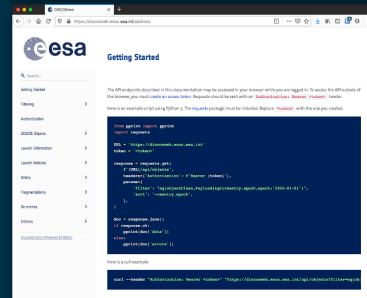 DISCOSweb
https://discosweb.esoc.esa.int/apidocs
esa
Search...
Getting Started
Filtering
Authentication
DISCOS Objects
Launch Information
Launch Vehicles
Orbits
Fragmentations
Re-entries
Entities
Documentation Powered by ReDoc
Getting Started
The API endpoints described in this documentation may be accessed in your browser while you are logged in. To access the API outside of
the browser, you must create an access token. Requests should be sent with an Authorization: Bearer <token> header.
Here is an example script using Python 3. The requests package must be installed. Replace <token> with the one you created.
from pprint import pprint
import requests
URL = 'https://discosweb.esoc.esa.int'
token = '<token>'
response = requests.get(
f'{URL}/api/objects',
headers={'Authorization': f'Bearer {token}'},
params={
'filter': "eq(objectClass,Payload)&gt(reentry.epoch,epoch:'2020-01-01')",
'sort': '-reentry.epoch',
},
)
doc = response.json()
if response.ok:
pprint(doc['data'])
else:
pprint(doc['errors'])
Here is a curl example.
curl --header "Authorization: Bearer <token>" "https://discosweb.esoc.esa.int/api/objects?filter=eq(obj